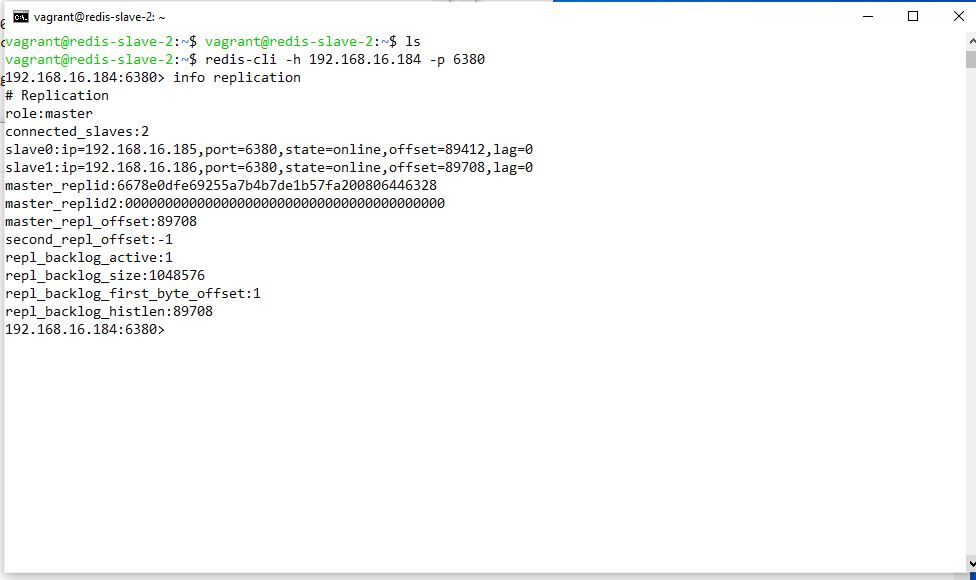 vagrant@redis-slave-2: ~
vagrant@redis-slave-2:~$ vagrant@redis-slave-2:~$ ls
vagrant@redis-slave-2:~$ redis-cli -h 192.168.16.184 -p 6380
192.168.16.184:6380> info replication
# Replication
role:master
connected_slaves:2
slave0:ip=192.168.16.185,port=6380,state=online,offset=89412,lag=0
slave1:ip=192.168.16.186,port=6380,state=online,offset=89708,lag=0
master_replid:6678e0dfe69255a7b4b7de1b57fa200806446328
master_replid2:0000000000000000000000000000000000000000
master_repl_offset:89708
second_repl_offset:-1
repl_backlog_active:1
repl_backlog_size:1048576
repl_backlog_first_byte_offset:1
repl_backlog_histlen:89708
192.168.16.184:6380>